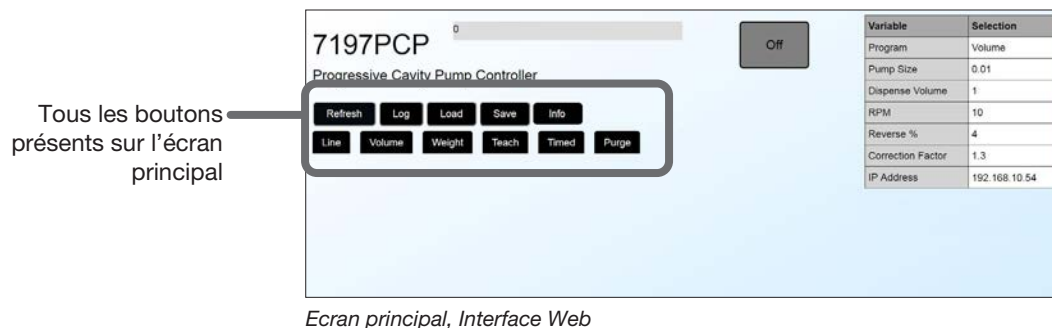 7197PCP
0
Off
Progressive Cavity Pump Controller
Refresh Log Load Save Info
Line Volume Weight Teach Timed Purge
Variable Selection
Program Volume
Pump Size 0.01
Dispense Volume 1
RPM 10
Reverse % 4
Correction Factor 1.3
IP Address 192.168.10.54
Tous les boutons
présents sur l’écran
principal
Ecran principal, Interface Web